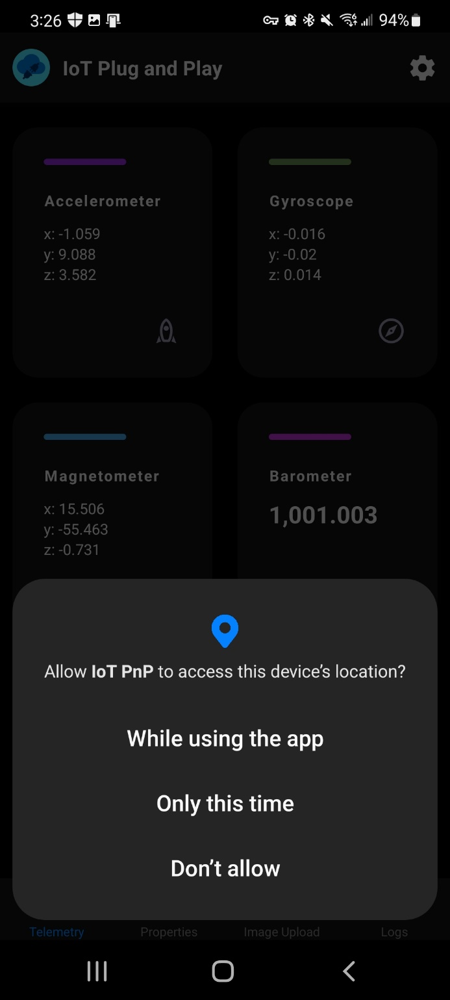 3:26 94%
IoT Plug and Play
Accelerometer
x: -1.059
y: 9.088
z: 3.582
Gyroscope
x: -0.016
y: -0.02
z: 0.014
Magnetometer
x: 15.506
y: -55.463
z: -0.731
Barometer
1,001.003
Allow IoT PnP to access this device’s location?
While using the app
Only this time
Don’t allow
Telemetry Properties Image Upload Logs